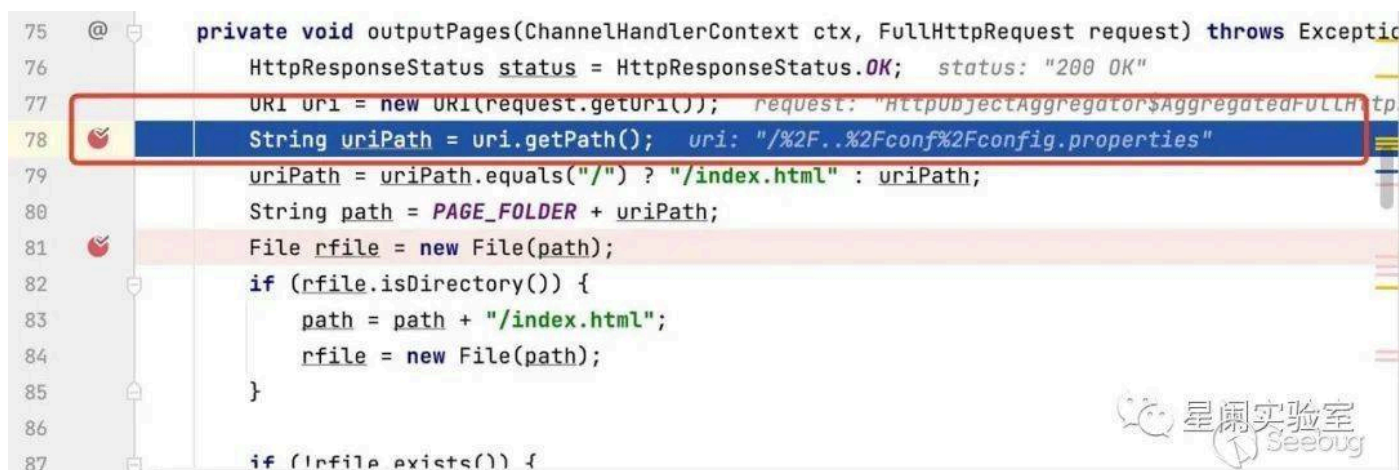 75 @ private void outputPages(ChannelHandlerContext ctx, FullHttpRequest request) throws Exceptio
76 HttpResponseStatus status = HttpResponseStatus.OK; status: "200 OK"
77 URI uri = new URI(request.getUri()); request: "HttpObjectAggregator$AggregatedFullHttp
78 String uriPath = uri.getPath(); uri: "/%2F..%2Fconf%2Fconfig.properties"
79 uriPath = uriPath.equals("/") ? "/index.html" : uriPath;
80 String path = PAGE_FOLDER + uriPath;
81 File rfile = new File(path);
82 if (rfile.isDirectory()) {
83 path = path + "/index.html";
84 rfile = new File(path);
85 }
86
87 if (!rfile.exists()) {
星阑实验室
Seebug